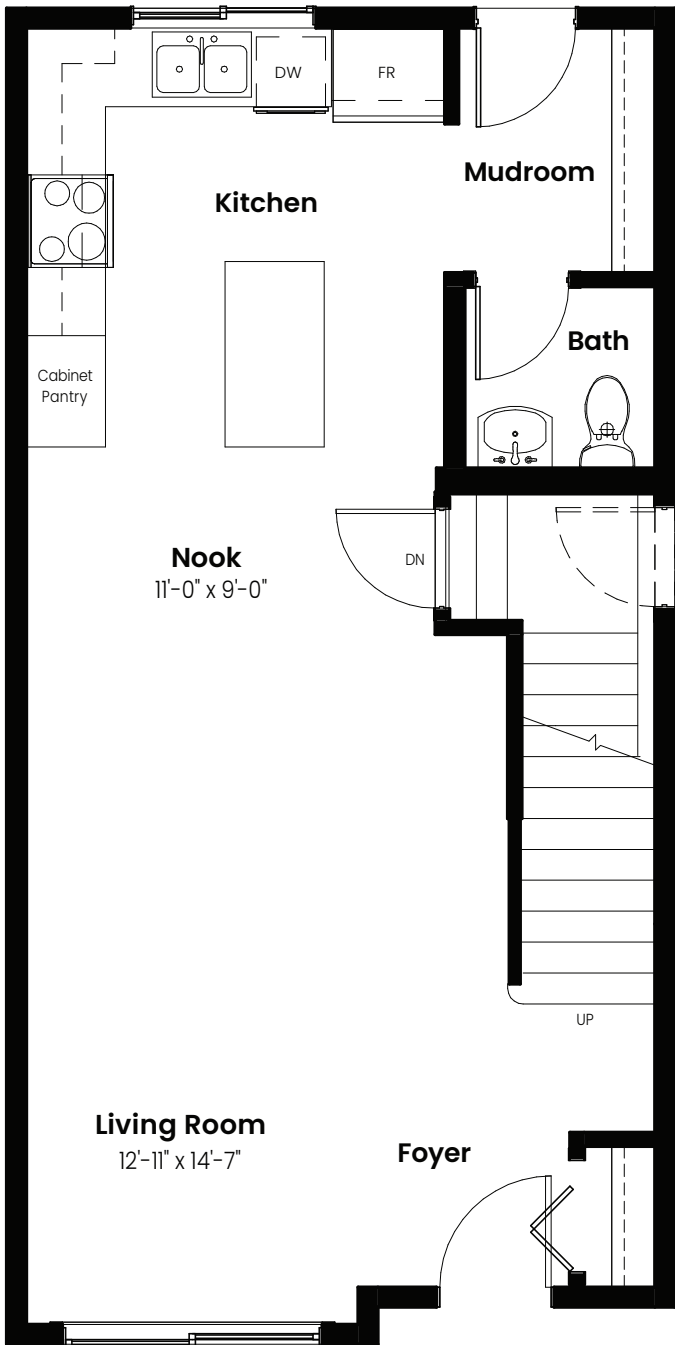 DW
FR
Mudroom
Kitchen
Bath
Cabinet
Pantry
Nook
11'-0" x 9'-0"
DN
UP
Living Room
12'-11" x 14'-7"
Foyer